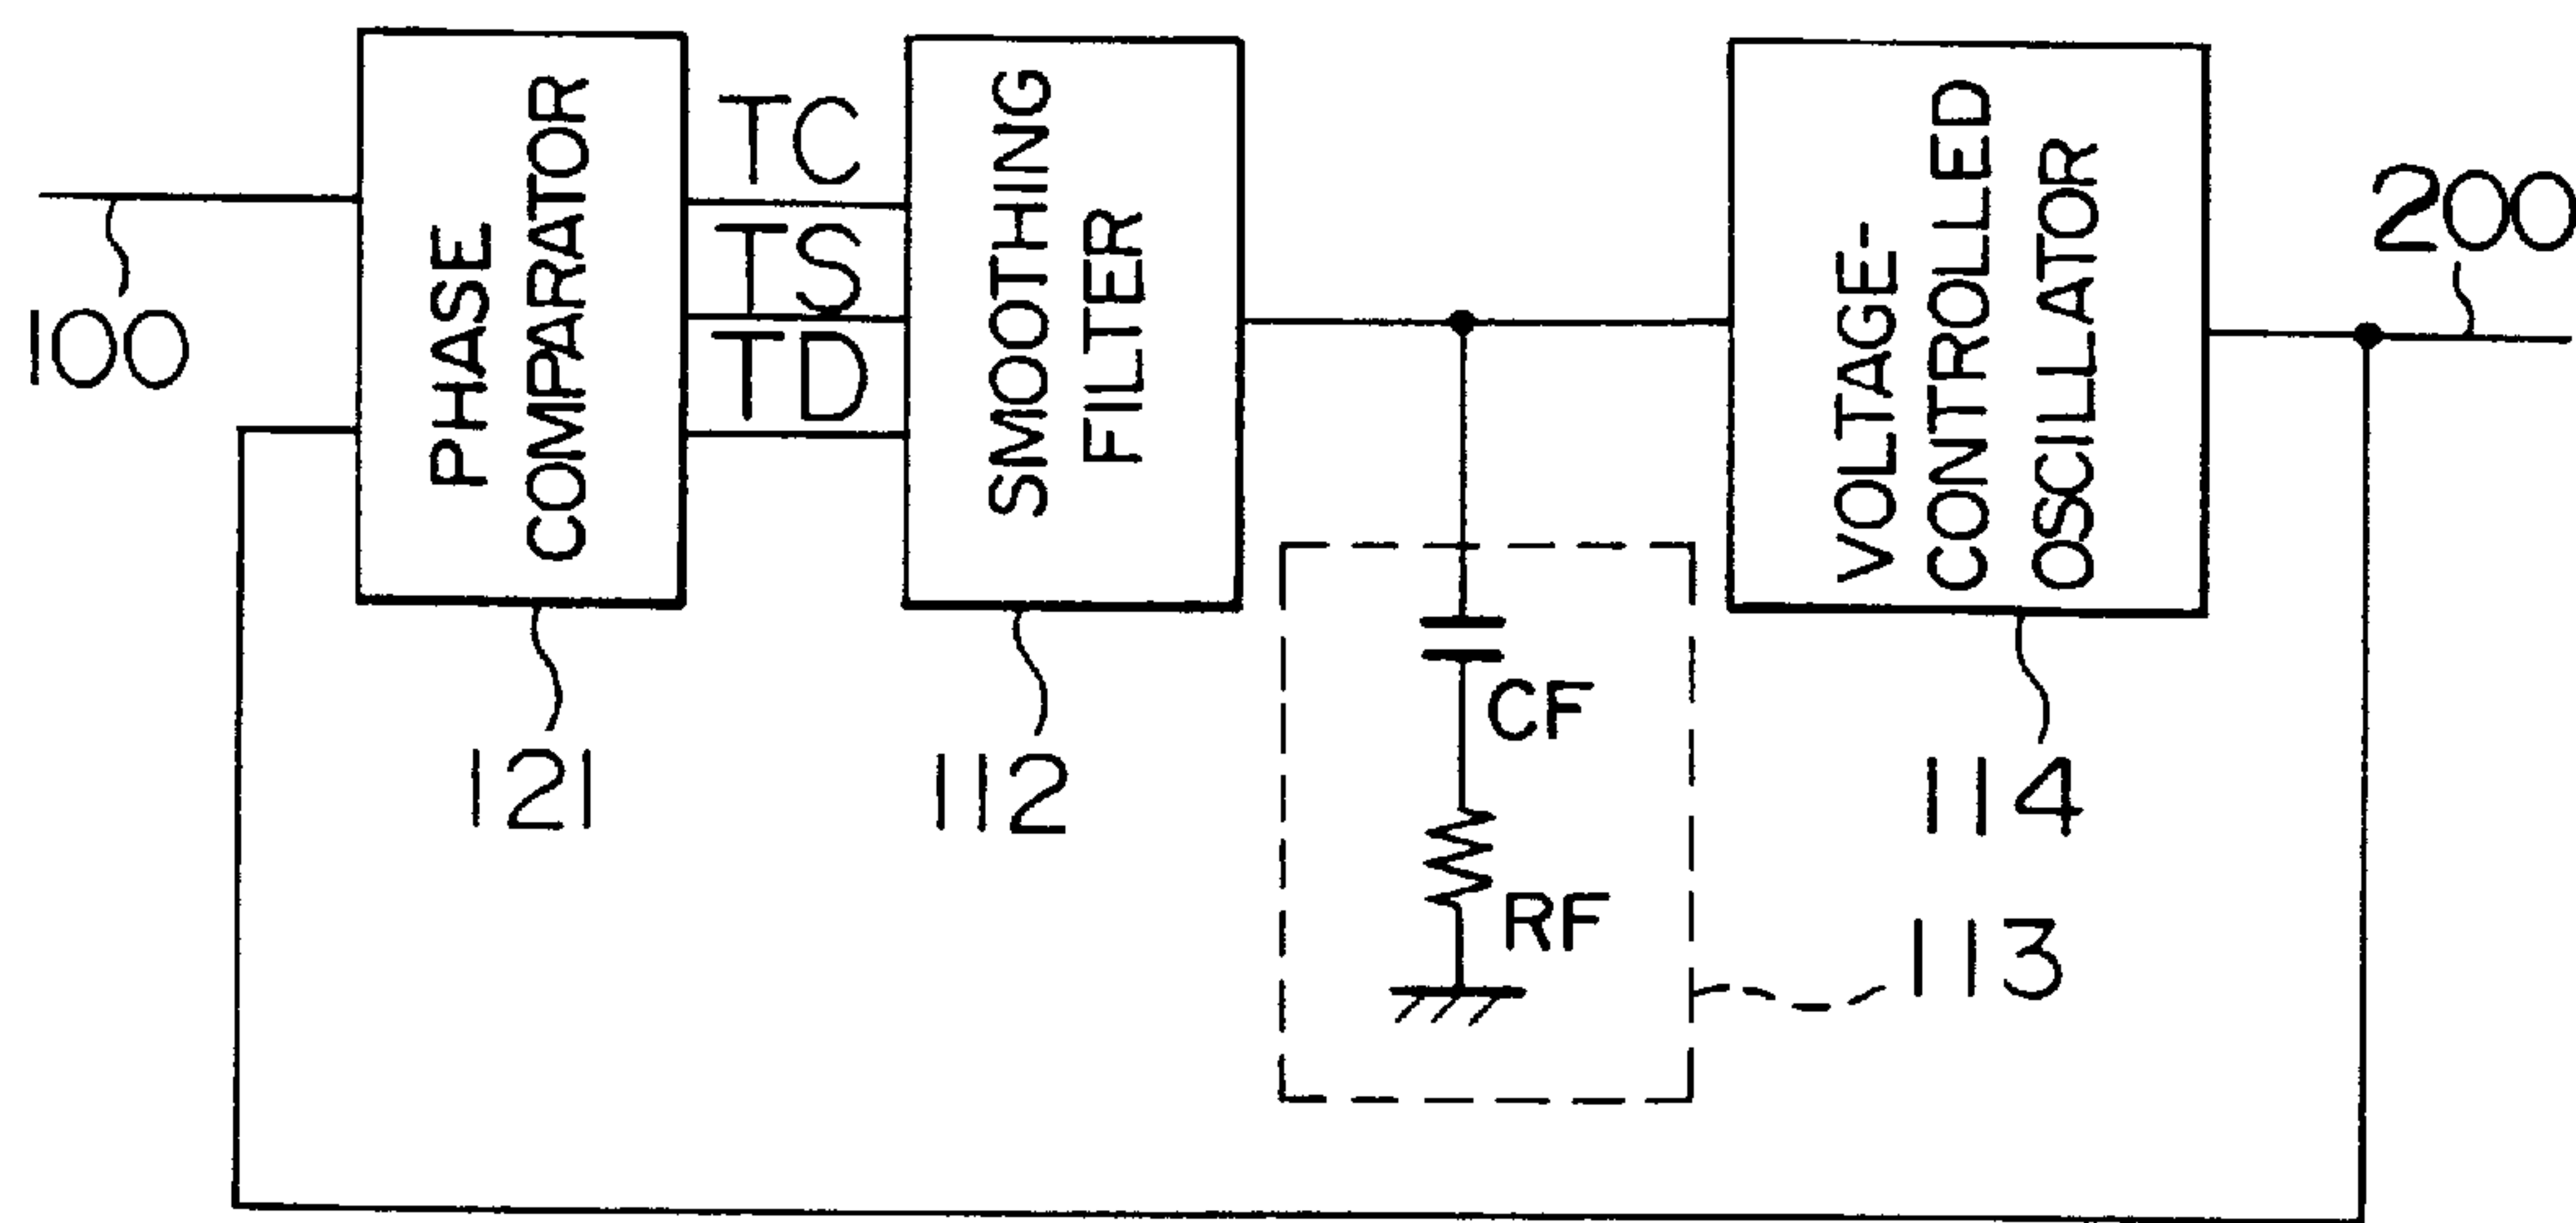 100
PHASE
COMPARATOR
121
TC
TS
TD
SMOOTHING
FILTER
112
CF
RF
113
VOLTAGE-
CONTROLLED
OSCILLATOR
114
200